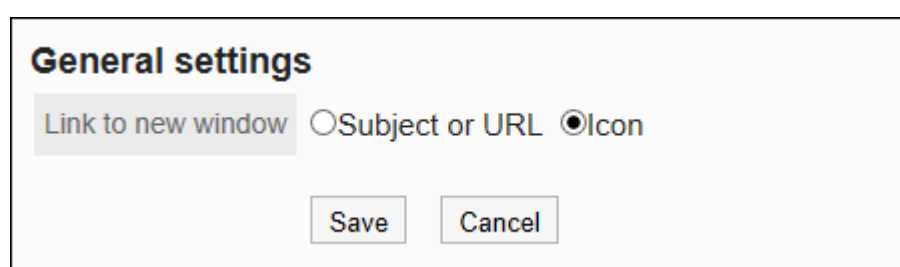 General settings
Link to new window Subject or URL Icon
Save Cancel